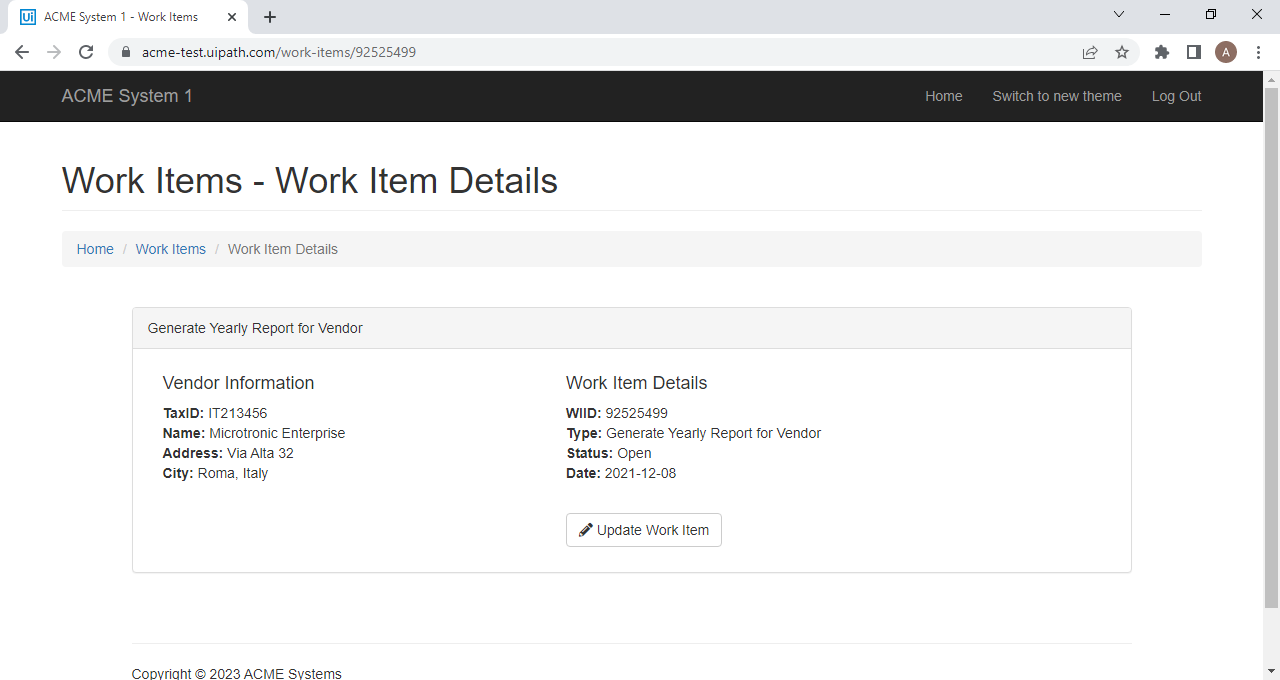 Ui ACME System 1 - Work Items
acme-test.uipath.com/work-items/92525499
A
ACME System 1 Home Switch to new theme Log Out
Work Items - Work Item Details
Home / Work Items / Work Item Details
Generate Yearly Report for Vendor
Vendor Information
TaxID: IT213456
Name: Microtronic Enterprise
Address: Via Alta 32
City: Roma, Italy
Work Item Details
WIID: 92525499
Type: Generate Yearly Report for Vendor
Status: Open
Date: 2021-12-08
Update Work Item
Copyright © 2023 ACME Systems